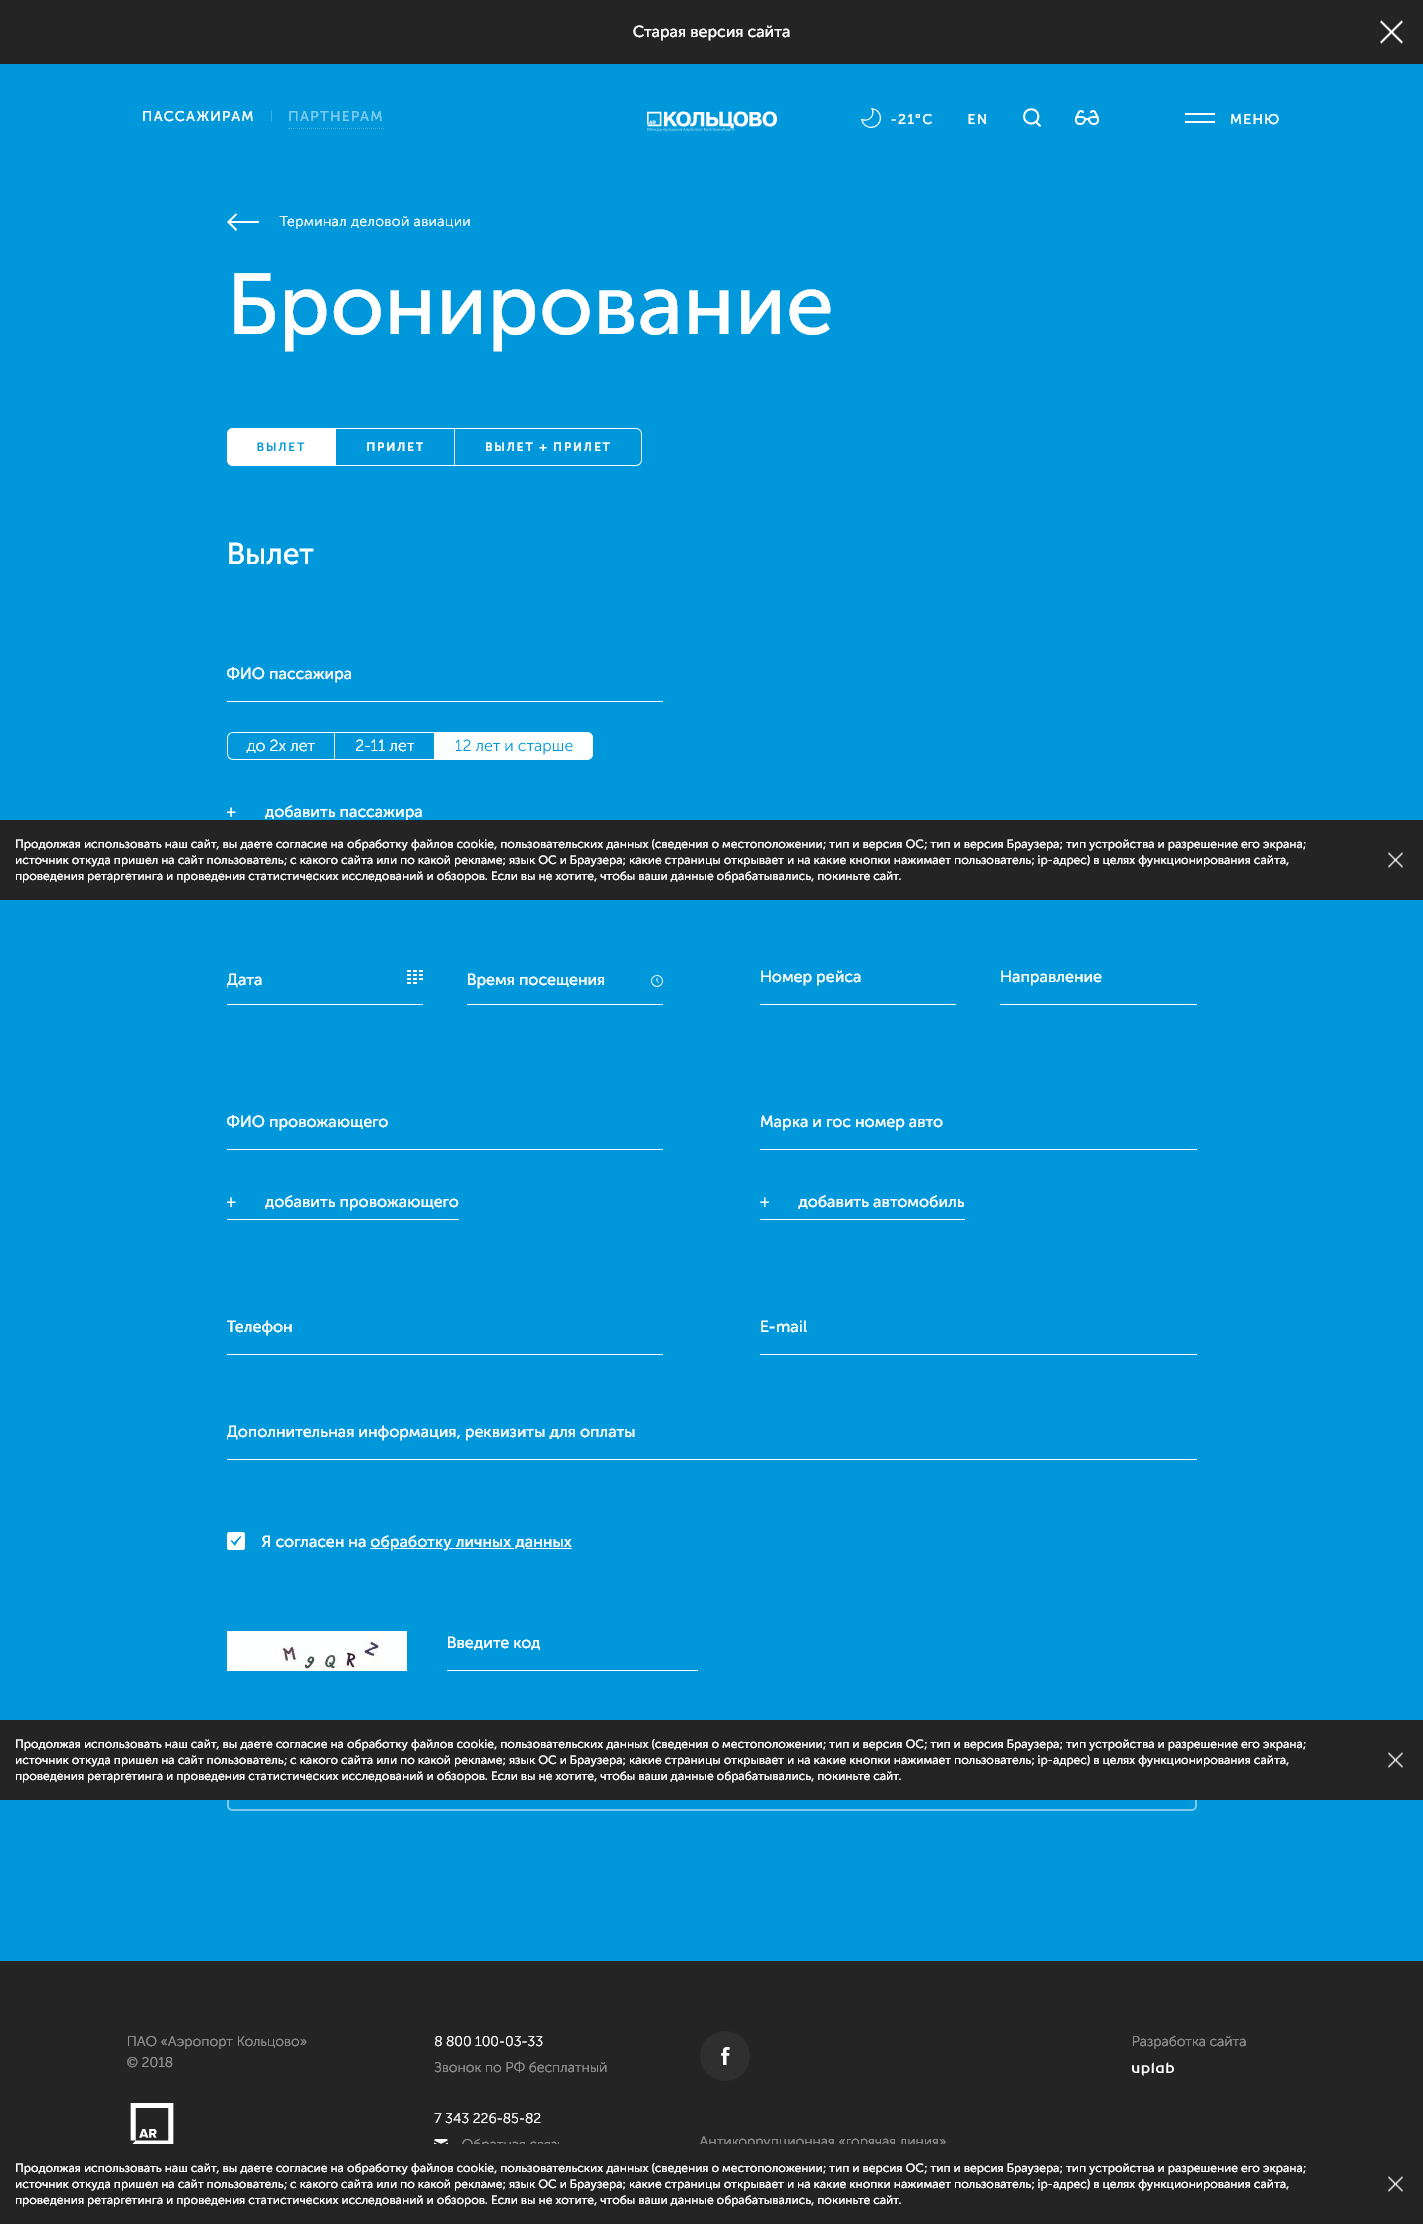 Старая версия сайта
ПАССАЖИРАМ
ПАРТНЕРАМ
КОЛЬЦОВО
-21°C
EN
МЕНЮ
Терминал деловой авиации
Бронирование
ВЫЛЕТ
ПРИЛЕТ
ВЫЛЕТ + ПРИЛЕТ
Вылет
ФИО пассажира
до 2х лет
2-11 лет
12 лет и старше
+ добавить пассажира
Продолжая использовать наш сайт, вы даете согласие на обработку файлов cookie, пользовательских данных (сведения о местоположении; тип и версия ОС; тип и версия Браузера; тип устройства и разрешение его экрана;
источник откуда пришел на сайт пользователь; с какого сайта или по какой рекламе; язык ОС и Браузера; какие страницы открывает и на какие кнопки нажимает пользователь; ip-адрес) в целях функционирования сайта,
проведения ретаргетинга и проведения статистических исследований и обзоров. Если вы не хотите, чтобы ваши данные обрабатывались, покиньте сайт.
Дата
Время посещения
Номер рейса
Направление
ФИО провожающего
Марка и гос номер авто
+ добавить провожающего
+ добавить автомобиль
Телефон
E-mail
Дополнительная информация, реквизиты для оплаты
Я согласен на обработку личных данных
M9QRZ
Введите код
Продолжая использовать наш сайт, вы даете согласие на обработку файлов cookie, пользовательских данных (сведения о местоположении; тип и версия ОС; тип и версия Браузера; тип устройства и разрешение его экрана;
источник откуда пришел на сайт пользователь; с какого сайта или по какой рекламе; язык ОС и Браузера; какие страницы открывает и на какие кнопки нажимает пользователь; ip-адрес) в целях функционирования сайта,
проведения ретаргетинга и проведения статистических исследований и обзоров. Если вы не хотите, чтобы ваши данные обрабатывались, покиньте сайт.
ПАО «Аэропорт Кольцово»
© 2018
AR
8 800 100-03-33
Звонок по РФ бесплатный
7 343 226-85-82
Обратная связь
f
Антикоррупционная «горячая линия»
Разработка сайта
uplab
Продолжая использовать наш сайт, вы даете согласие на обработку файлов cookie, пользовательских данных (сведения о местоположении; тип и версия ОС; тип и версия Браузера; тип устройства и разрешение его экрана;
источник откуда пришел на сайт пользователь; с какого сайта или по какой рекламе; язык ОС и Браузера; какие страницы открывает и на какие кнопки нажимает пользователь; ip-адрес) в целях функционирования сайта,
проведения ретаргетинга и проведения статистических исследований и обзоров. Если вы не хотите, чтобы ваши данные обрабатывались, покиньте сайт.